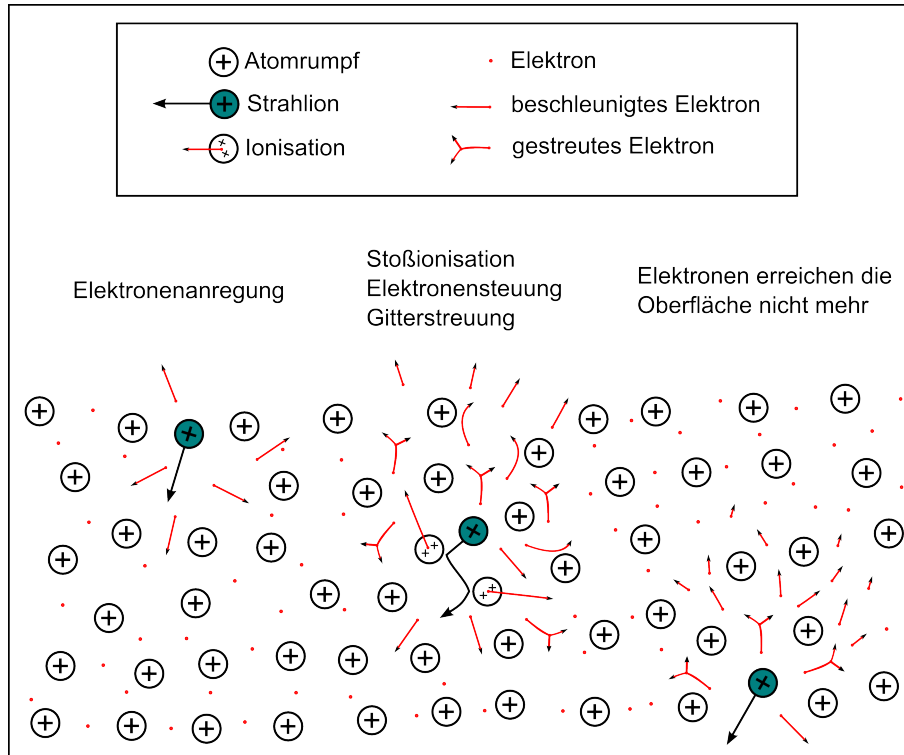 Atomrumpf
Strahlion
Ionisation
Elektron
beschleunigtes Elektron
gestreutes Elektron
Elektronenanregung
Stoßionisation
Elektronensteuung
Gitterstreuung
Elektronen erreichen die
Oberfläche nicht mehr